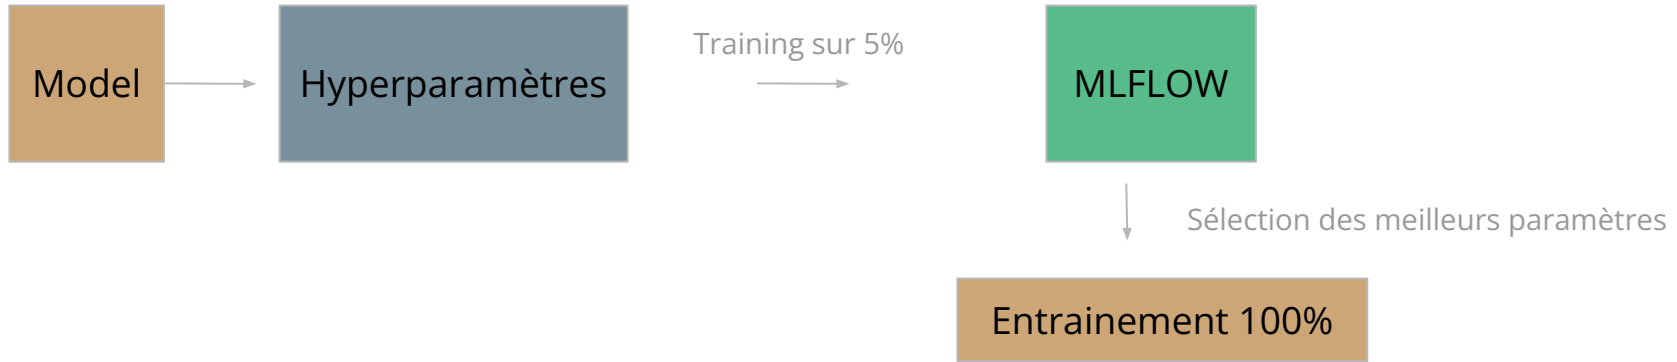 Model
Hyperparamètres
Training sur 5%
MLFLOW
Sélection des meilleurs paramètres
Entrainement 100%